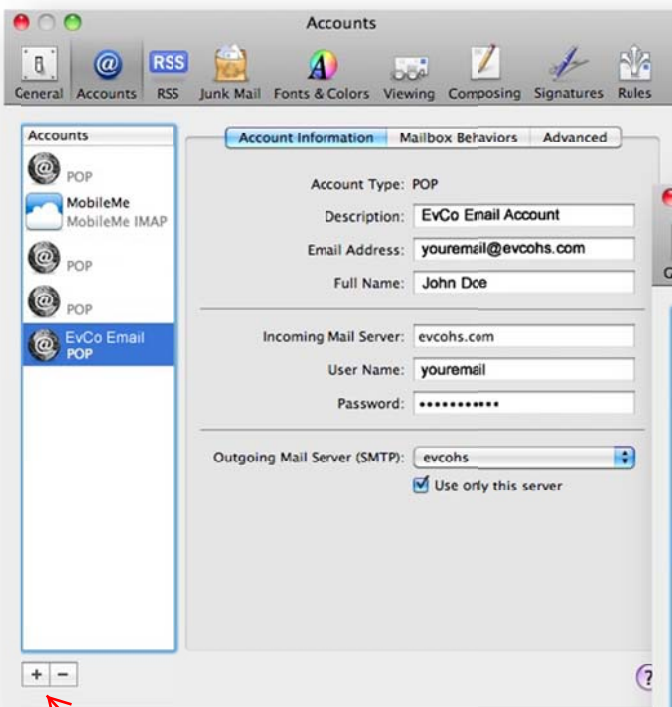 Accounts
RSS
General Accounts RSS Junk Mail Fonts & Colors Viewing Composing Signatures Rules
Accounts
POP
MobileMe
MobileMe IMAP
POP
POP
EvCo Email
POP
Account Information Mailbox Behaviors Advanced
Account Type: POP
Description: EvCo Email Account
Email Address: youremail@evcohs.com
Full Name: John Doe
Incoming Mail Server: evcohs.com
User Name: youremail
Password: •••••••••••
Outgoing Mail Server (SMTP): evcohs
Use only this server
+ −
?
G